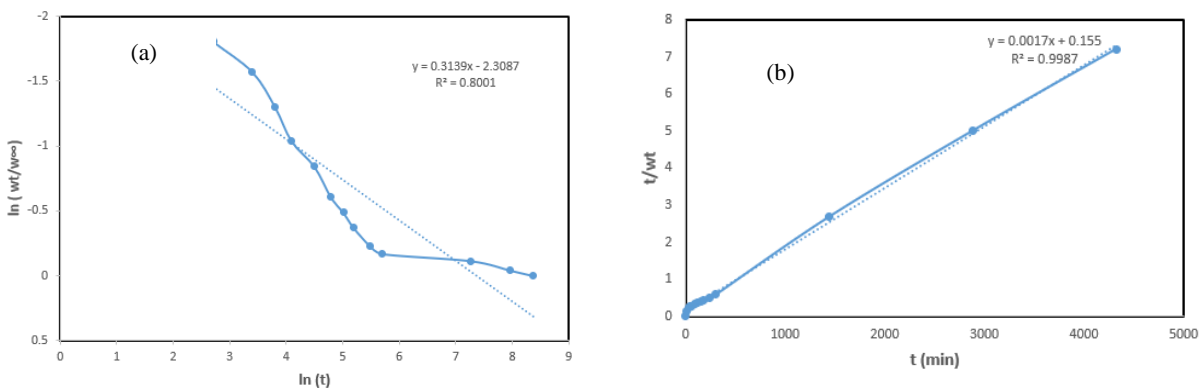 -2
-1.5
-1
-0.5
0
0.5
0 1 2 3 4 5 6 7 8 9
ln ( wt/w∞)
ln (t)
(a)
y = 0.3139x - 2.3087
R² = 0.8001
8
7
6
5
4
3
2
1
0
0 1000 2000 3000 4000 5000
t/wt
t (min)
(b)
y = 0.0017x + 0.155
R² = 0.9987